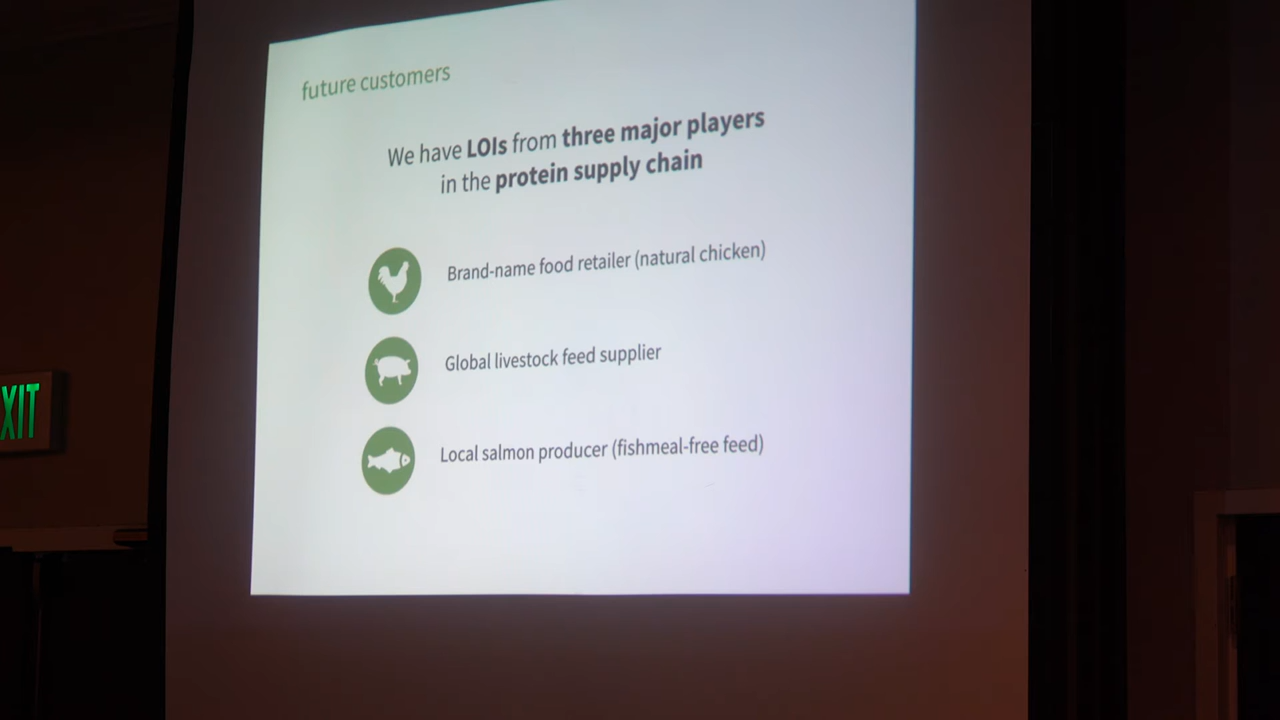 future customers
We have LOIs from three major players
in the protein supply chain
Brand-name food retailer (natural chicken)
Global livestock feed supplier
Local salmon producer (fishmeal-free feed)
XIT